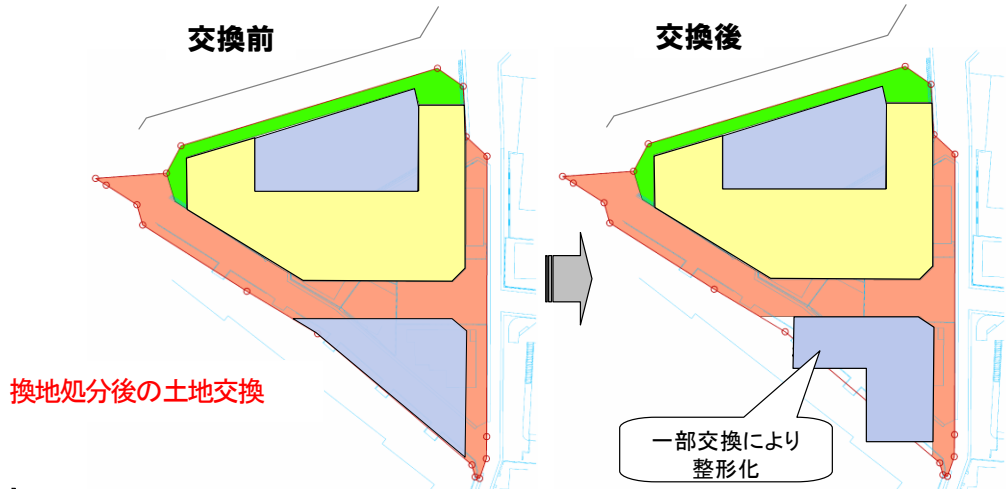 交換前
交換後
換地処分後の土地交換
一部交換により
整形化